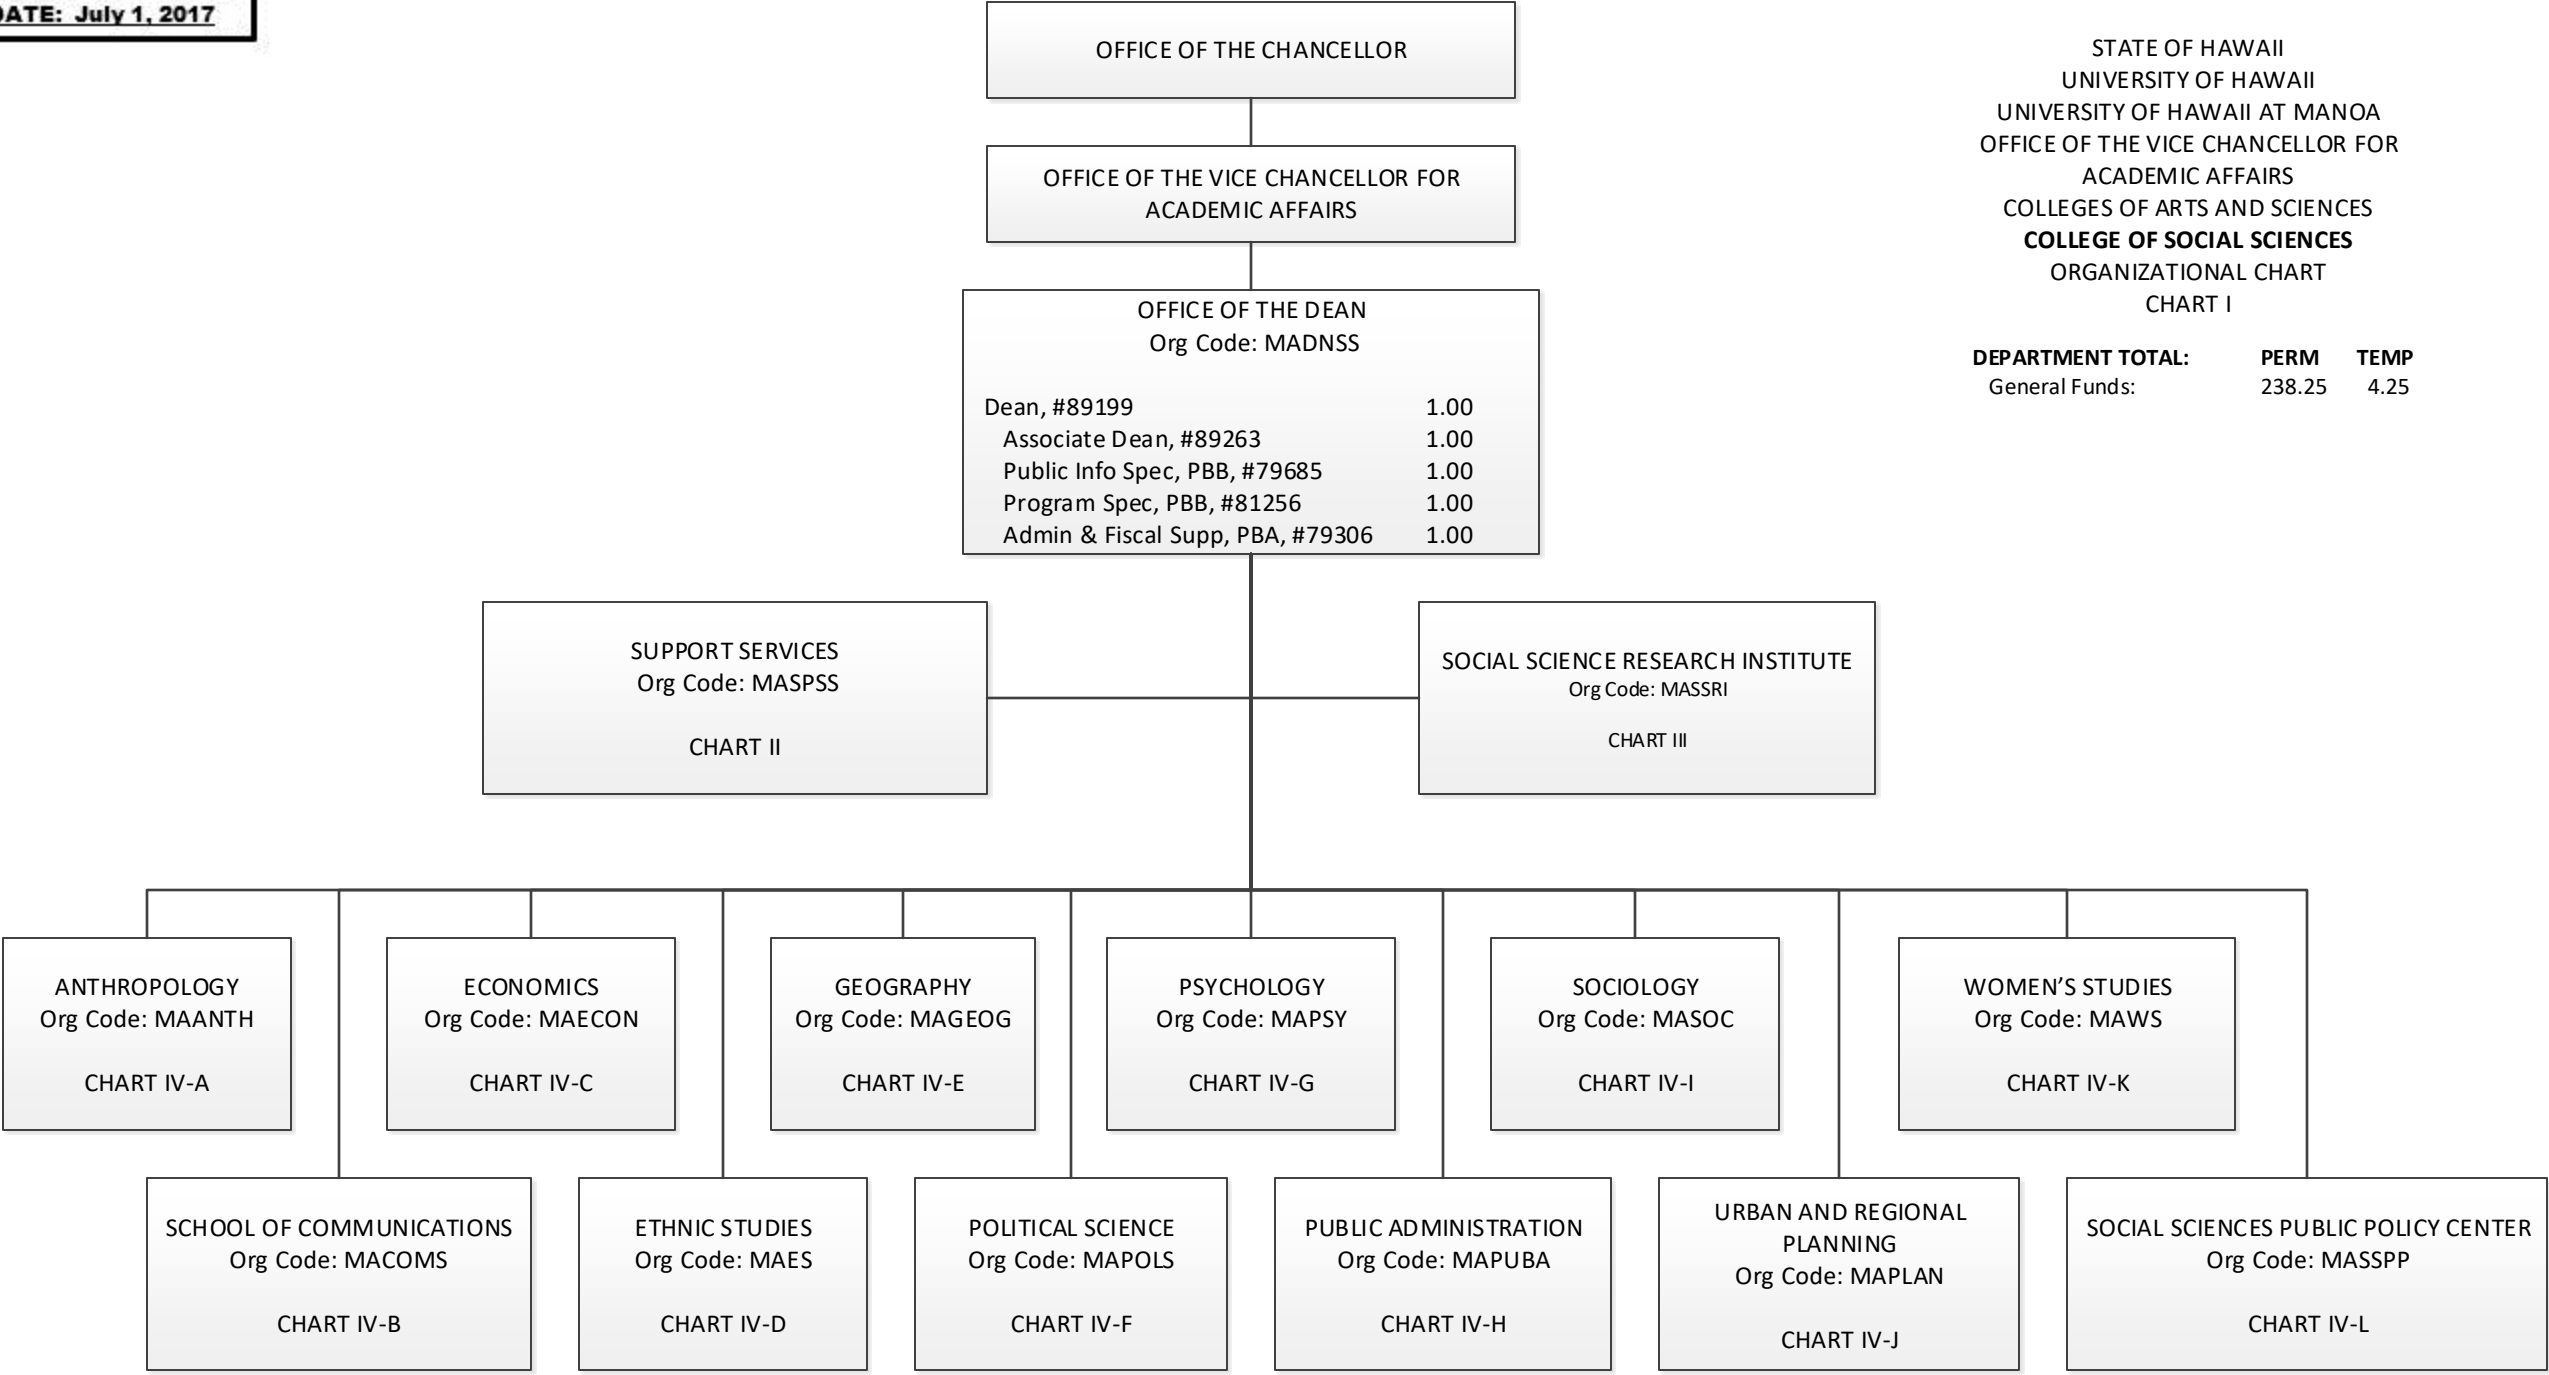 DATE: July 1, 2017
OFFICE OF THE CHANCELLOR
OFFICE OF THE VICE CHANCELLOR FOR
ACADEMIC AFFAIRS
STATE OF HAWAII
UNIVERSITY OF HAWAII
UNIVERSITY OF HAWAII AT MANOA
OFFICE OF THE VICE CHANCELLOR FOR
ACADEMIC AFFAIRS
COLLEGES OF ARTS AND SCIENCES
COLLEGE OF SOCIAL SCIENCES
ORGANIZATIONAL CHART
CHART I
DEPARTMENT TOTAL: PERM TEMP
General Funds: 238.25 4.25
OFFICE OF THE DEAN
Org Code: MADNSS
Dean, #89199 1.00
Associate Dean, #89263 1.00
Public Info Spec, PBB, #79685 1.00
Program Spec, PBB, #81256 1.00
Admin & Fiscal Supp, PBA, #79306 1.00
SUPPORT SERVICES
Org Code: MASPSS
CHART II
SOCIAL SCIENCE RESEARCH INSTITUTE
Org Code: MASSRI
CHART III
ANTHROPOLOGY
Org Code: MAANTH
CHART IV-A
ECONOMICS
Org Code: MAECON
CHART IV-C
GEOGRAPHY
Org Code: MAGEOG
CHART IV-E
PSYCHOLOGY
Org Code: MAPSY
CHART IV-G
SOCIOLOGY
Org Code: MASOC
CHART IV-I
WOMEN’S STUDIES
Org Code: MAWS
CHART IV-K
SCHOOL OF COMMUNICATIONS
Org Code: MACOMS
CHART IV-B
ETHNIC STUDIES
Org Code: MAES
CHART IV-D
POLITICAL SCIENCE
Org Code: MAPOLS
CHART IV-F
PUBLIC ADMINISTRATION
Org Code: MAPUBA
CHART IV-H
URBAN AND REGIONAL
PLANNING
Org Code: MAPLAN
CHART IV-J
SOCIAL SCIENCES PUBLIC POLICY CENTER
Org Code: MASSPP
CHART IV-L